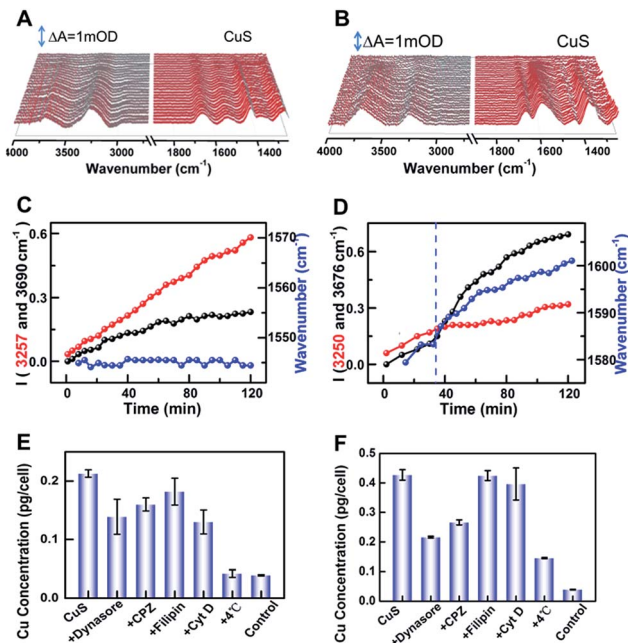 A
ΔA=1mOD
CuS
4000 3500 3000 1600 1400
Wavenumber (cm⁻¹)
B
ΔA=1mOD
CuS
4000 3500 3000 1600 1400
Wavenumber (cm⁻¹)
C
I (3257 and 3690 cm⁻¹)
0.6
0.3
0.0
1570
1560
1550
Wavenumber (cm⁻¹)
0 40 80 120
Time (min)
D
I (3250 and 3676 cm⁻¹)
0.6
0.3
0.0
1600
1590
1580
Wavenumber (cm⁻¹)
0 40 80 120
Time (min)
E
Cu Concentration (pg/cell)
0.2
0.1
0.0
CuS
+Dynasore
+CPZ
+Filipin
+Cyt D
+4℃
Control
F
Cu Concentration (pg/cell)
0.5
0.4
0.3
0.2
0.1
0.0
CuS
+Dynasore
+CPZ
+Filipin
+Cyt D
+4℃
Control